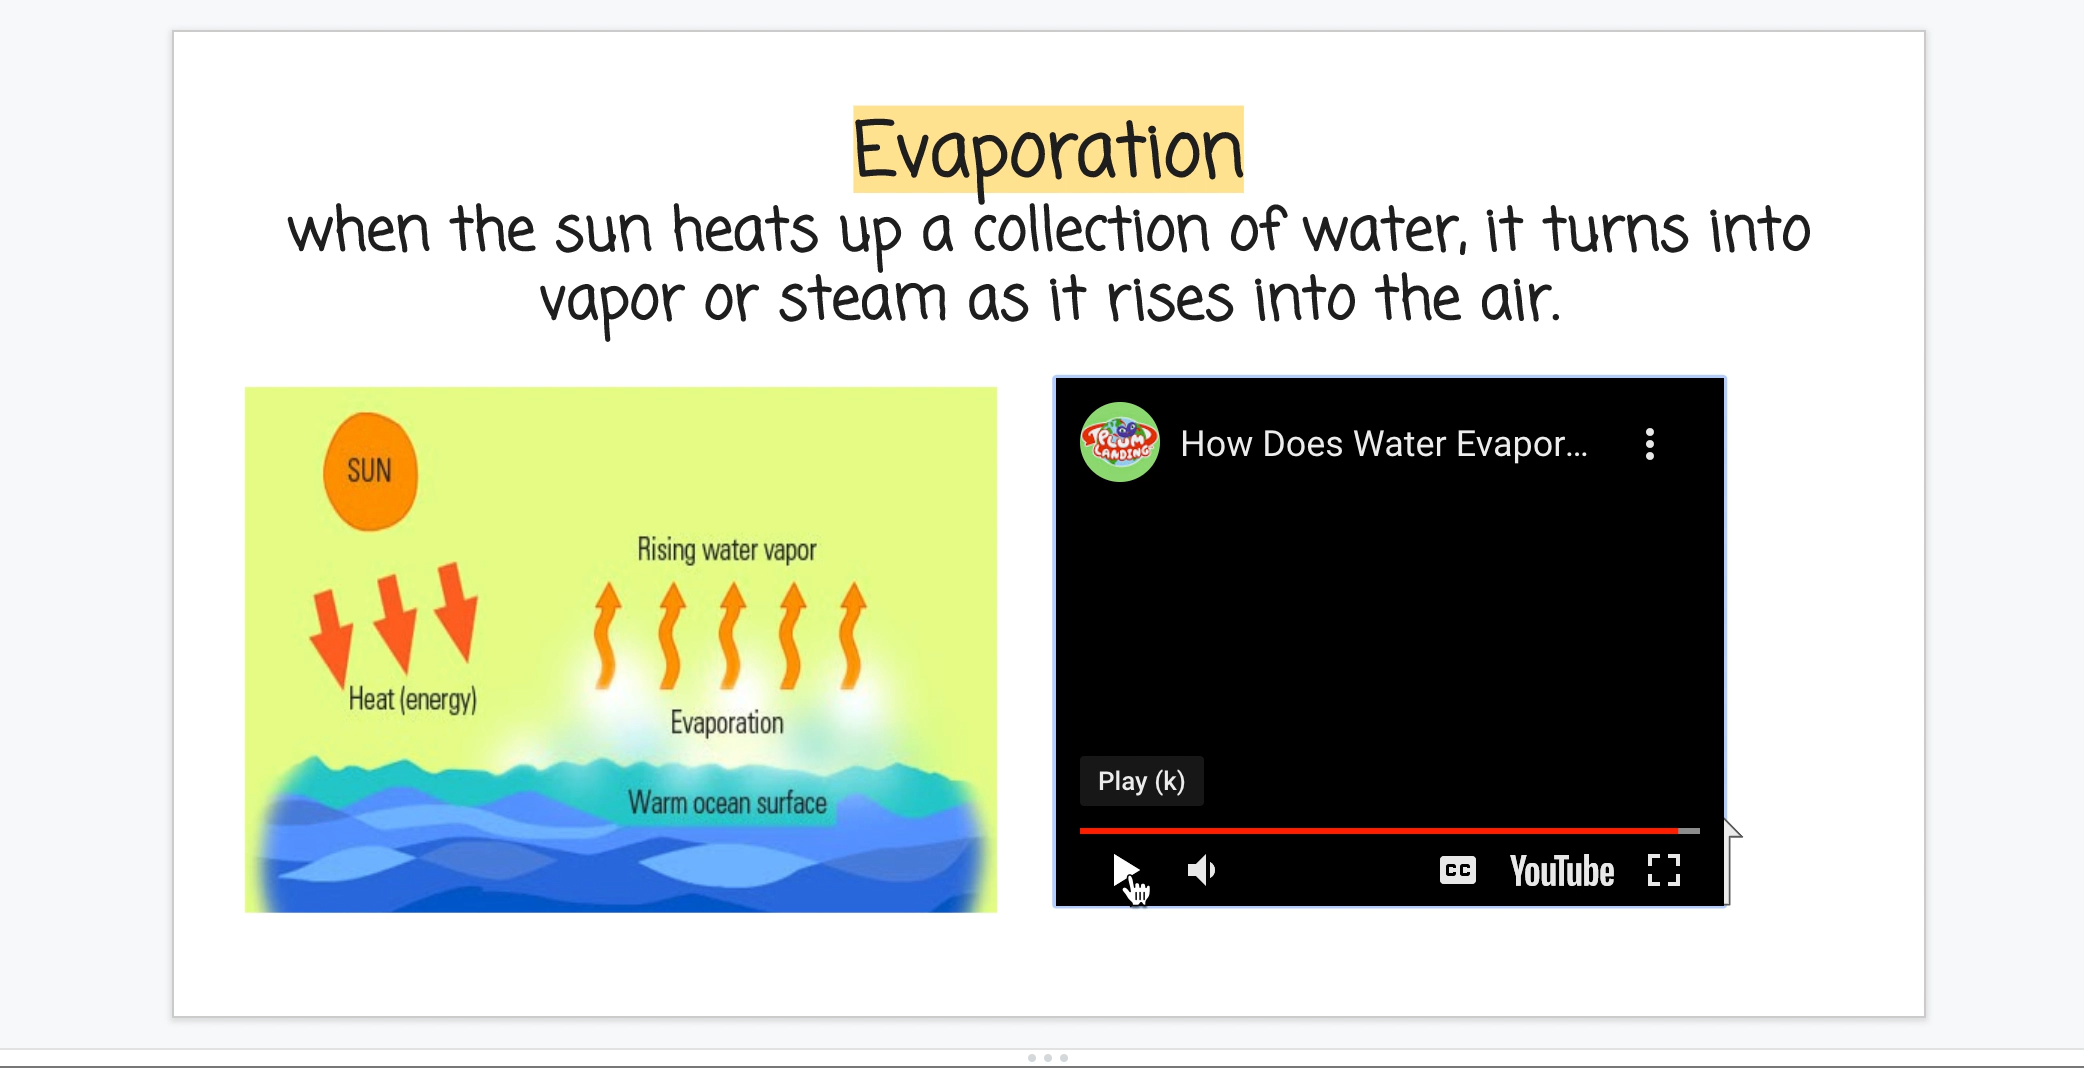 Evaporation
when the sun heats up a collection of water, it turns into
vapor or steam as it rises into the air.
SUN
Rising water vapor
Heat (energy)
Evaporation
Warm ocean surface
PLUM
LANDING
How Does Water Evapor...
Play (k)
CC
YouTube